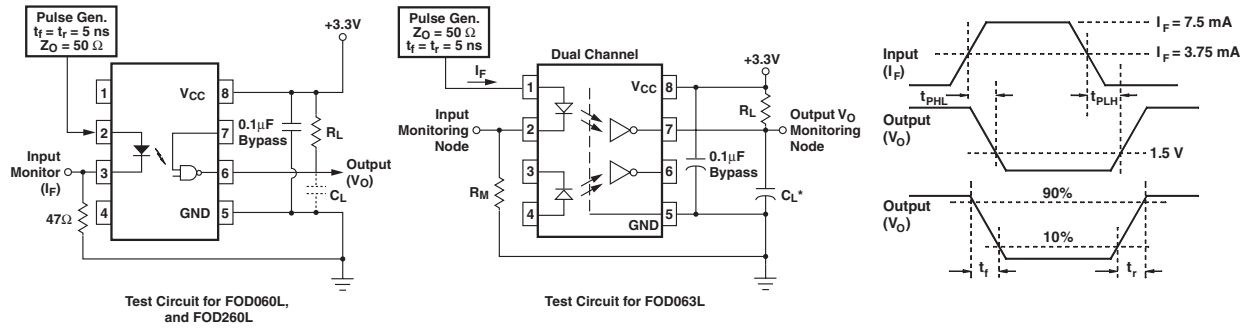 Pulse Gen.
tf = tr = 5 ns
ZO = 50 Ω
+3.3V
1
VCC
8
2
7
0.1μF
Bypass
RL
Input
Monitor
(IF)
3
6
Output
(VO)
CL
4
GND
5
47Ω
Test Circuit for FOD060L,
and FOD260L
Pulse Gen.
ZO = 50 Ω
tf = tr = 5 ns
Dual Channel
+3.3V
IF
1
VCC
8
RL
Input
Monitoring
Node
2
7
Output VO
Monitoring
Node
3
6
0.1μF
Bypass
RM
CL*
4
5
GND
Test Circuit for FOD063L
IF = 7.5 mA
Input
(IF)
IF = 3.75 mA
tPHL
tPLH
Output
(VO)
1.5 V
90%
Output
(VO)
10%
tf
tr